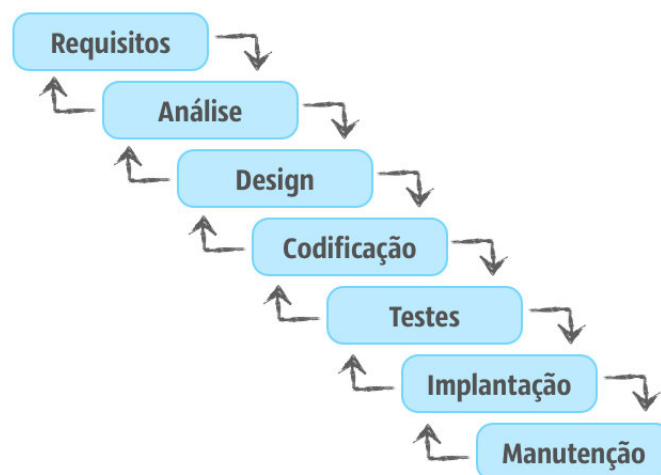 Requisitos
Análise
Design
Codificação
Testes
Implantação
Manutenção